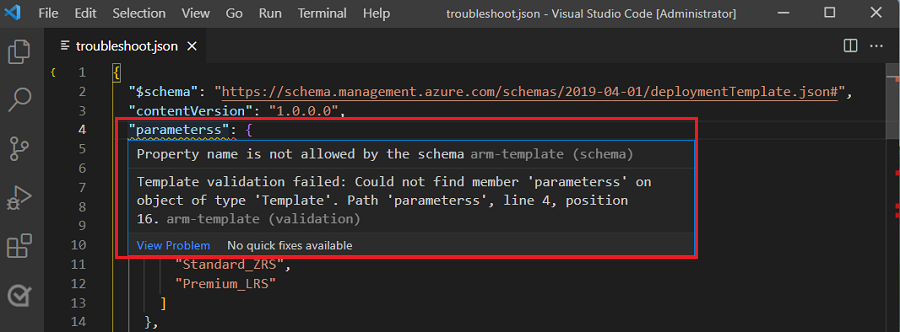 File Edit Selection View Go Run Terminal Help troubleshoot.json - Visual Studio Code [Administrator]
troubleshoot.json
{ 1 {
2 "$schema": "https://schema.management.azure.com/schemas/2019-04-01/deploymentTemplate.json#",
3 "contentVersion": "1.0.0.0",
4 "parameterss": {
5 Property name is not allowed by the schema arm-template (schema)
6
7 Template validation failed: Could not find member 'parameterss' on
8 object of type 'Template'. Path 'parameterss', line 4, position
9 16. arm-template (validation)
10 View Problem No quick fixes available
11 "Standard_ZRS",
12 "Premium_LRS"
13 ]
14 },